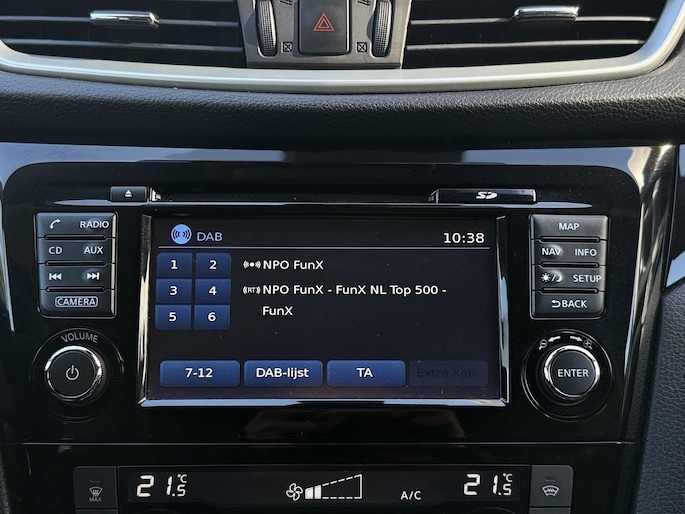 RADIO
CD AUX
CAMERA
VOLUME
SD
DAB
10:38
1 2
3 4
5 6
NPO FunX
(RT) NPO FunX - FunX NL Top 500 -
FunX
7-12
DAB-lijst
TA
Extra kan.
MAP
NAV INFO
SETUP
BACK
ENTER
MAX
21.5 °C
A/C
21.5 °C